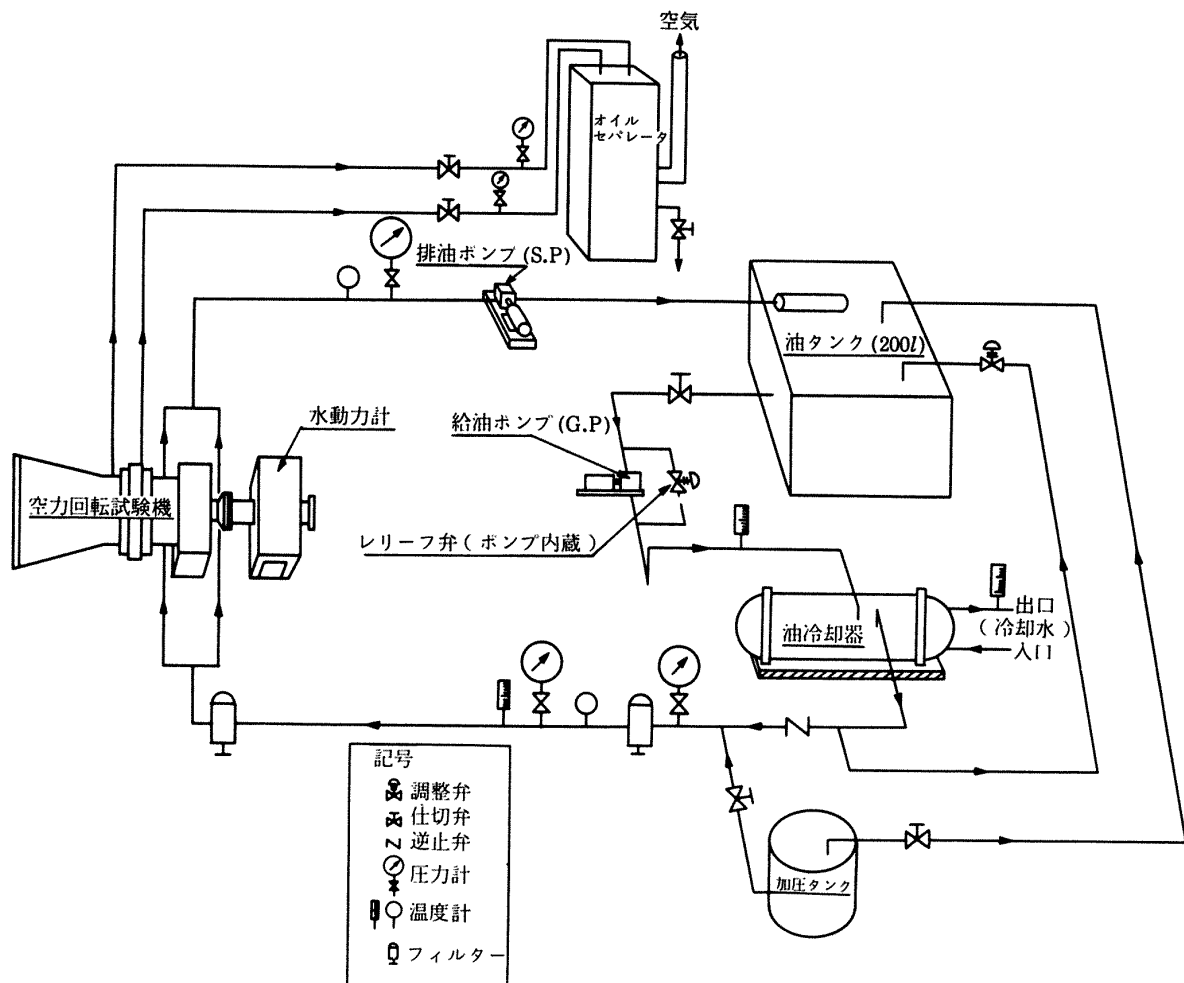 空気
オイル
セパレータ
排油ポンプ(S.P)
油タンク(200l)
水動力計
給油ポンプ(G.P)
空力回転試験機
レリーフ弁(ポンプ内蔵)
出口
(冷却水)
入口
油冷却器
記号
調整弁
仕切弁
逆止弁
圧力計
温度計
フィルター
加圧タンク